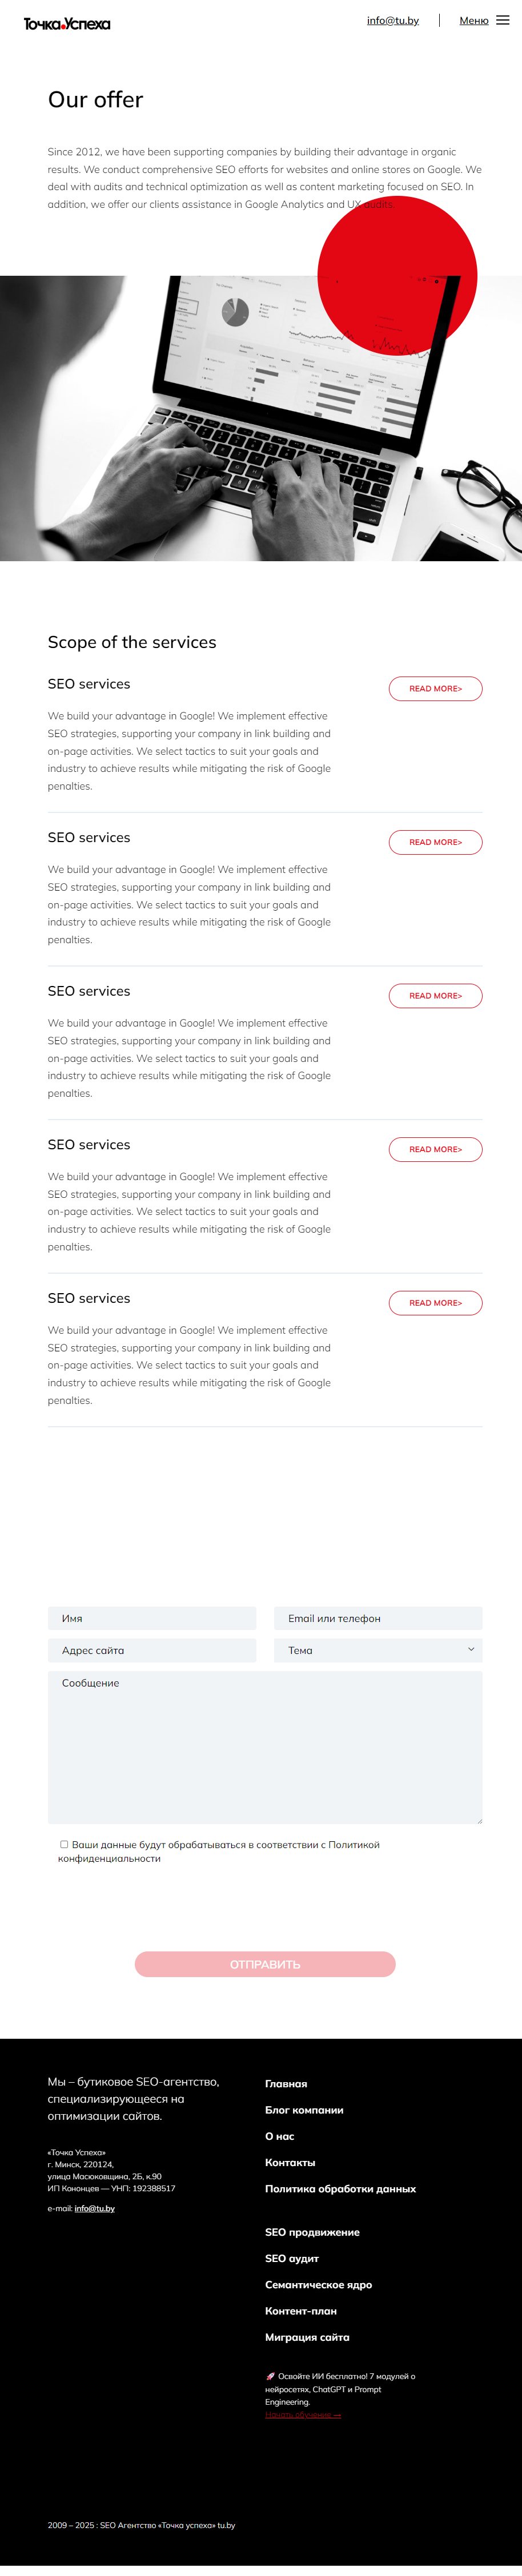 Точка Успеха
info@tu.by
Меню
Our offer
Since 2012, we have been supporting companies by building their advantage in organic
results. We conduct comprehensive SEO efforts for websites and online stores on Google. We
deal with audits and technical optimization as well as content marketing focused on SEO. In
addition, we offer our clients assistance in Google Analytics and UX audits.
Scope of the services
SEO services
READ MORE>
We build your advantage in Google! We implement effective
SEO strategies, supporting your company in link building and
on-page activities. We select tactics to suit your goals and
industry to achieve results while mitigating the risk of Google
penalties.
SEO services
READ MORE>
We build your advantage in Google! We implement effective
SEO strategies, supporting your company in link building and
on-page activities. We select tactics to suit your goals and
industry to achieve results while mitigating the risk of Google
penalties.
SEO services
READ MORE>
We build your advantage in Google! We implement effective
SEO strategies, supporting your company in link building and
on-page activities. We select tactics to suit your goals and
industry to achieve results while mitigating the risk of Google
penalties.
SEO services
READ MORE>
We build your advantage in Google! We implement effective
SEO strategies, supporting your company in link building and
on-page activities. We select tactics to suit your goals and
industry to achieve results while mitigating the risk of Google
penalties.
SEO services
READ MORE>
We build your advantage in Google! We implement effective
SEO strategies, supporting your company in link building and
on-page activities. We select tactics to suit your goals and
industry to achieve results while mitigating the risk of Google
penalties.
Имя
Email или телефон
Адрес сайта
Тема
Сообщение
Ваши данные будут обрабатываться в соответствии с Политикой
конфиденциальности
ОТПРАВИТЬ
Мы – бутиковое SEO-агентство,
специализирующееся на
оптимизации сайтов.
«Точка Успеха»
г. Минск, 220124,
улица Масюковщина, 2Б, к.90
ИП Кононцев — УНП: 192388517
e-mail: info@tu.by
Главная
Блог компании
О нас
Контакты
Политика обработки данных
SEO продвижение
SEO аудит
Семантическое ядро
Контент-план
Миграция сайта
🚀 Освойте ИИ бесплатно! 7 модулей о
нейросетях, ChatGPT и Prompt
Engineering.
Начать обучение →
2009 – 2025 : SEO Агентство «Точка успеха» tu.by